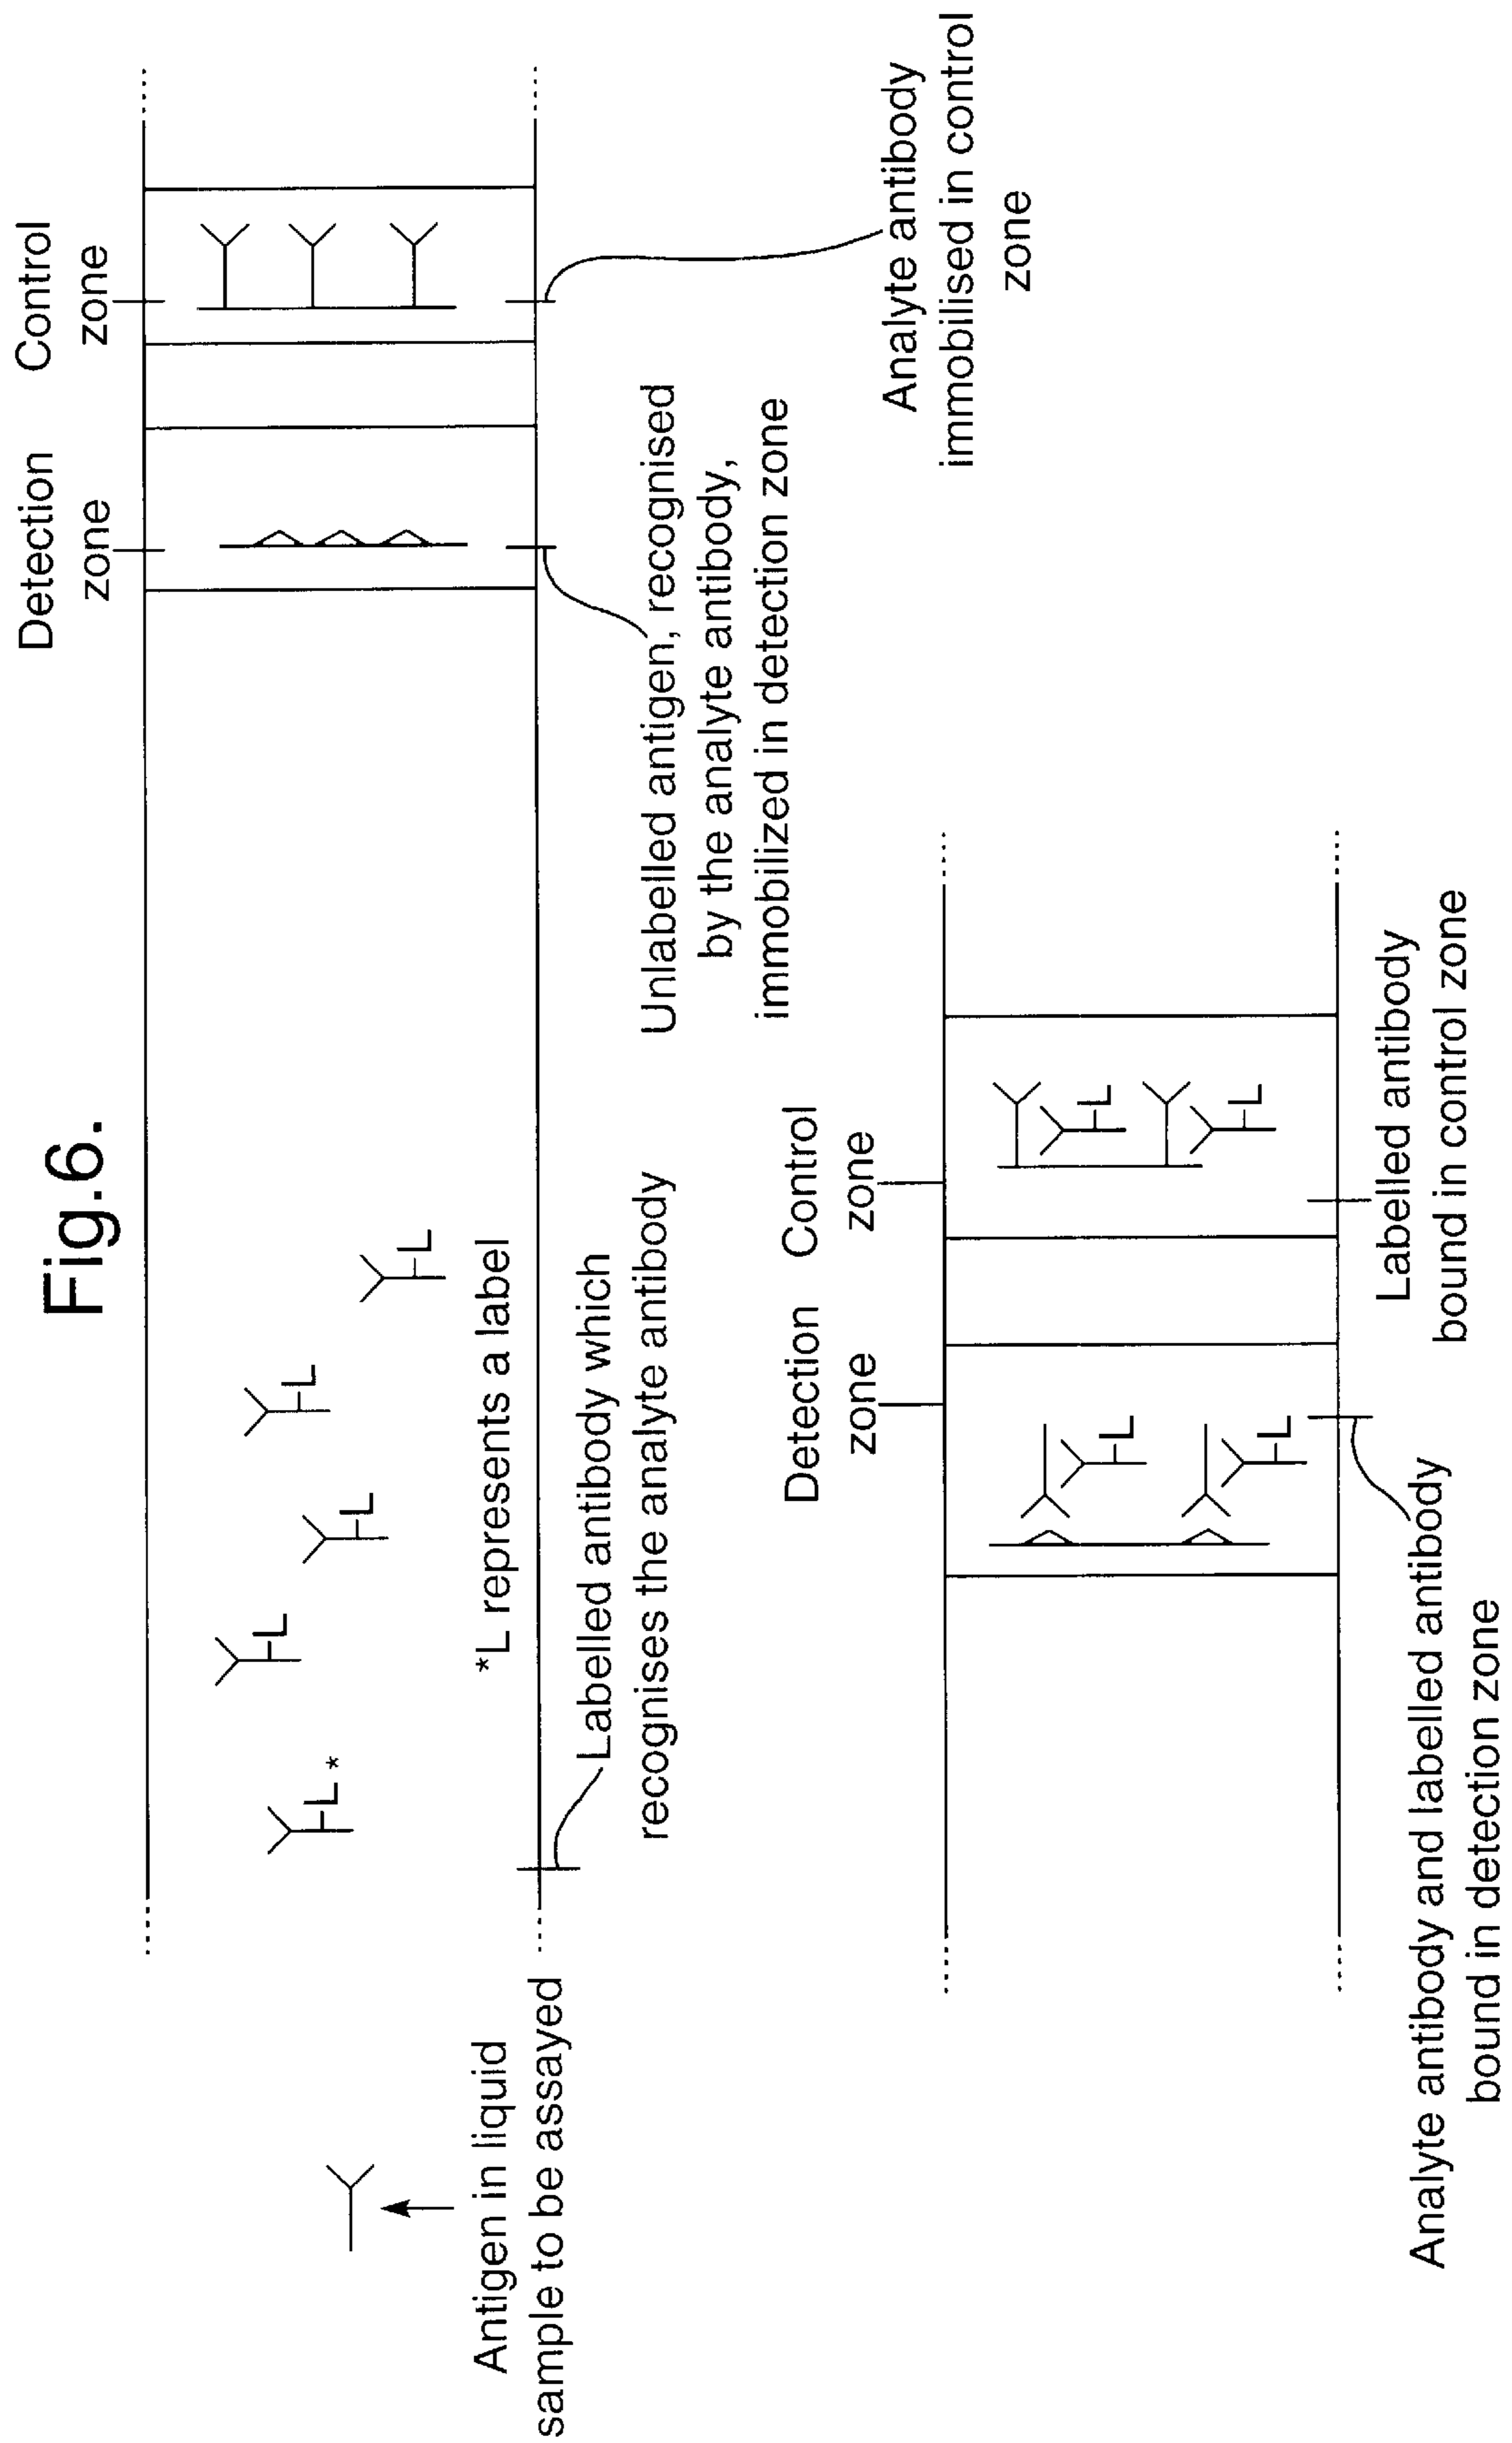 Fig.6.
Detection
zone
Control
zone
L*
L
L
L
L
*L represents a label
Antigen in liquid
sample to be assayed
Labelled antibody which
recognises the analyte antibody
Unlabelled antigen, recognised
by the analyte antibody,
immobilized in detection zone
Analyte antibody
immobilised in control
zone
Detection
zone
Control
zone
L
L
L
L
Analyte antibody and labelled antibody
bound in detection zone
Labelled antibody
bound in control zone